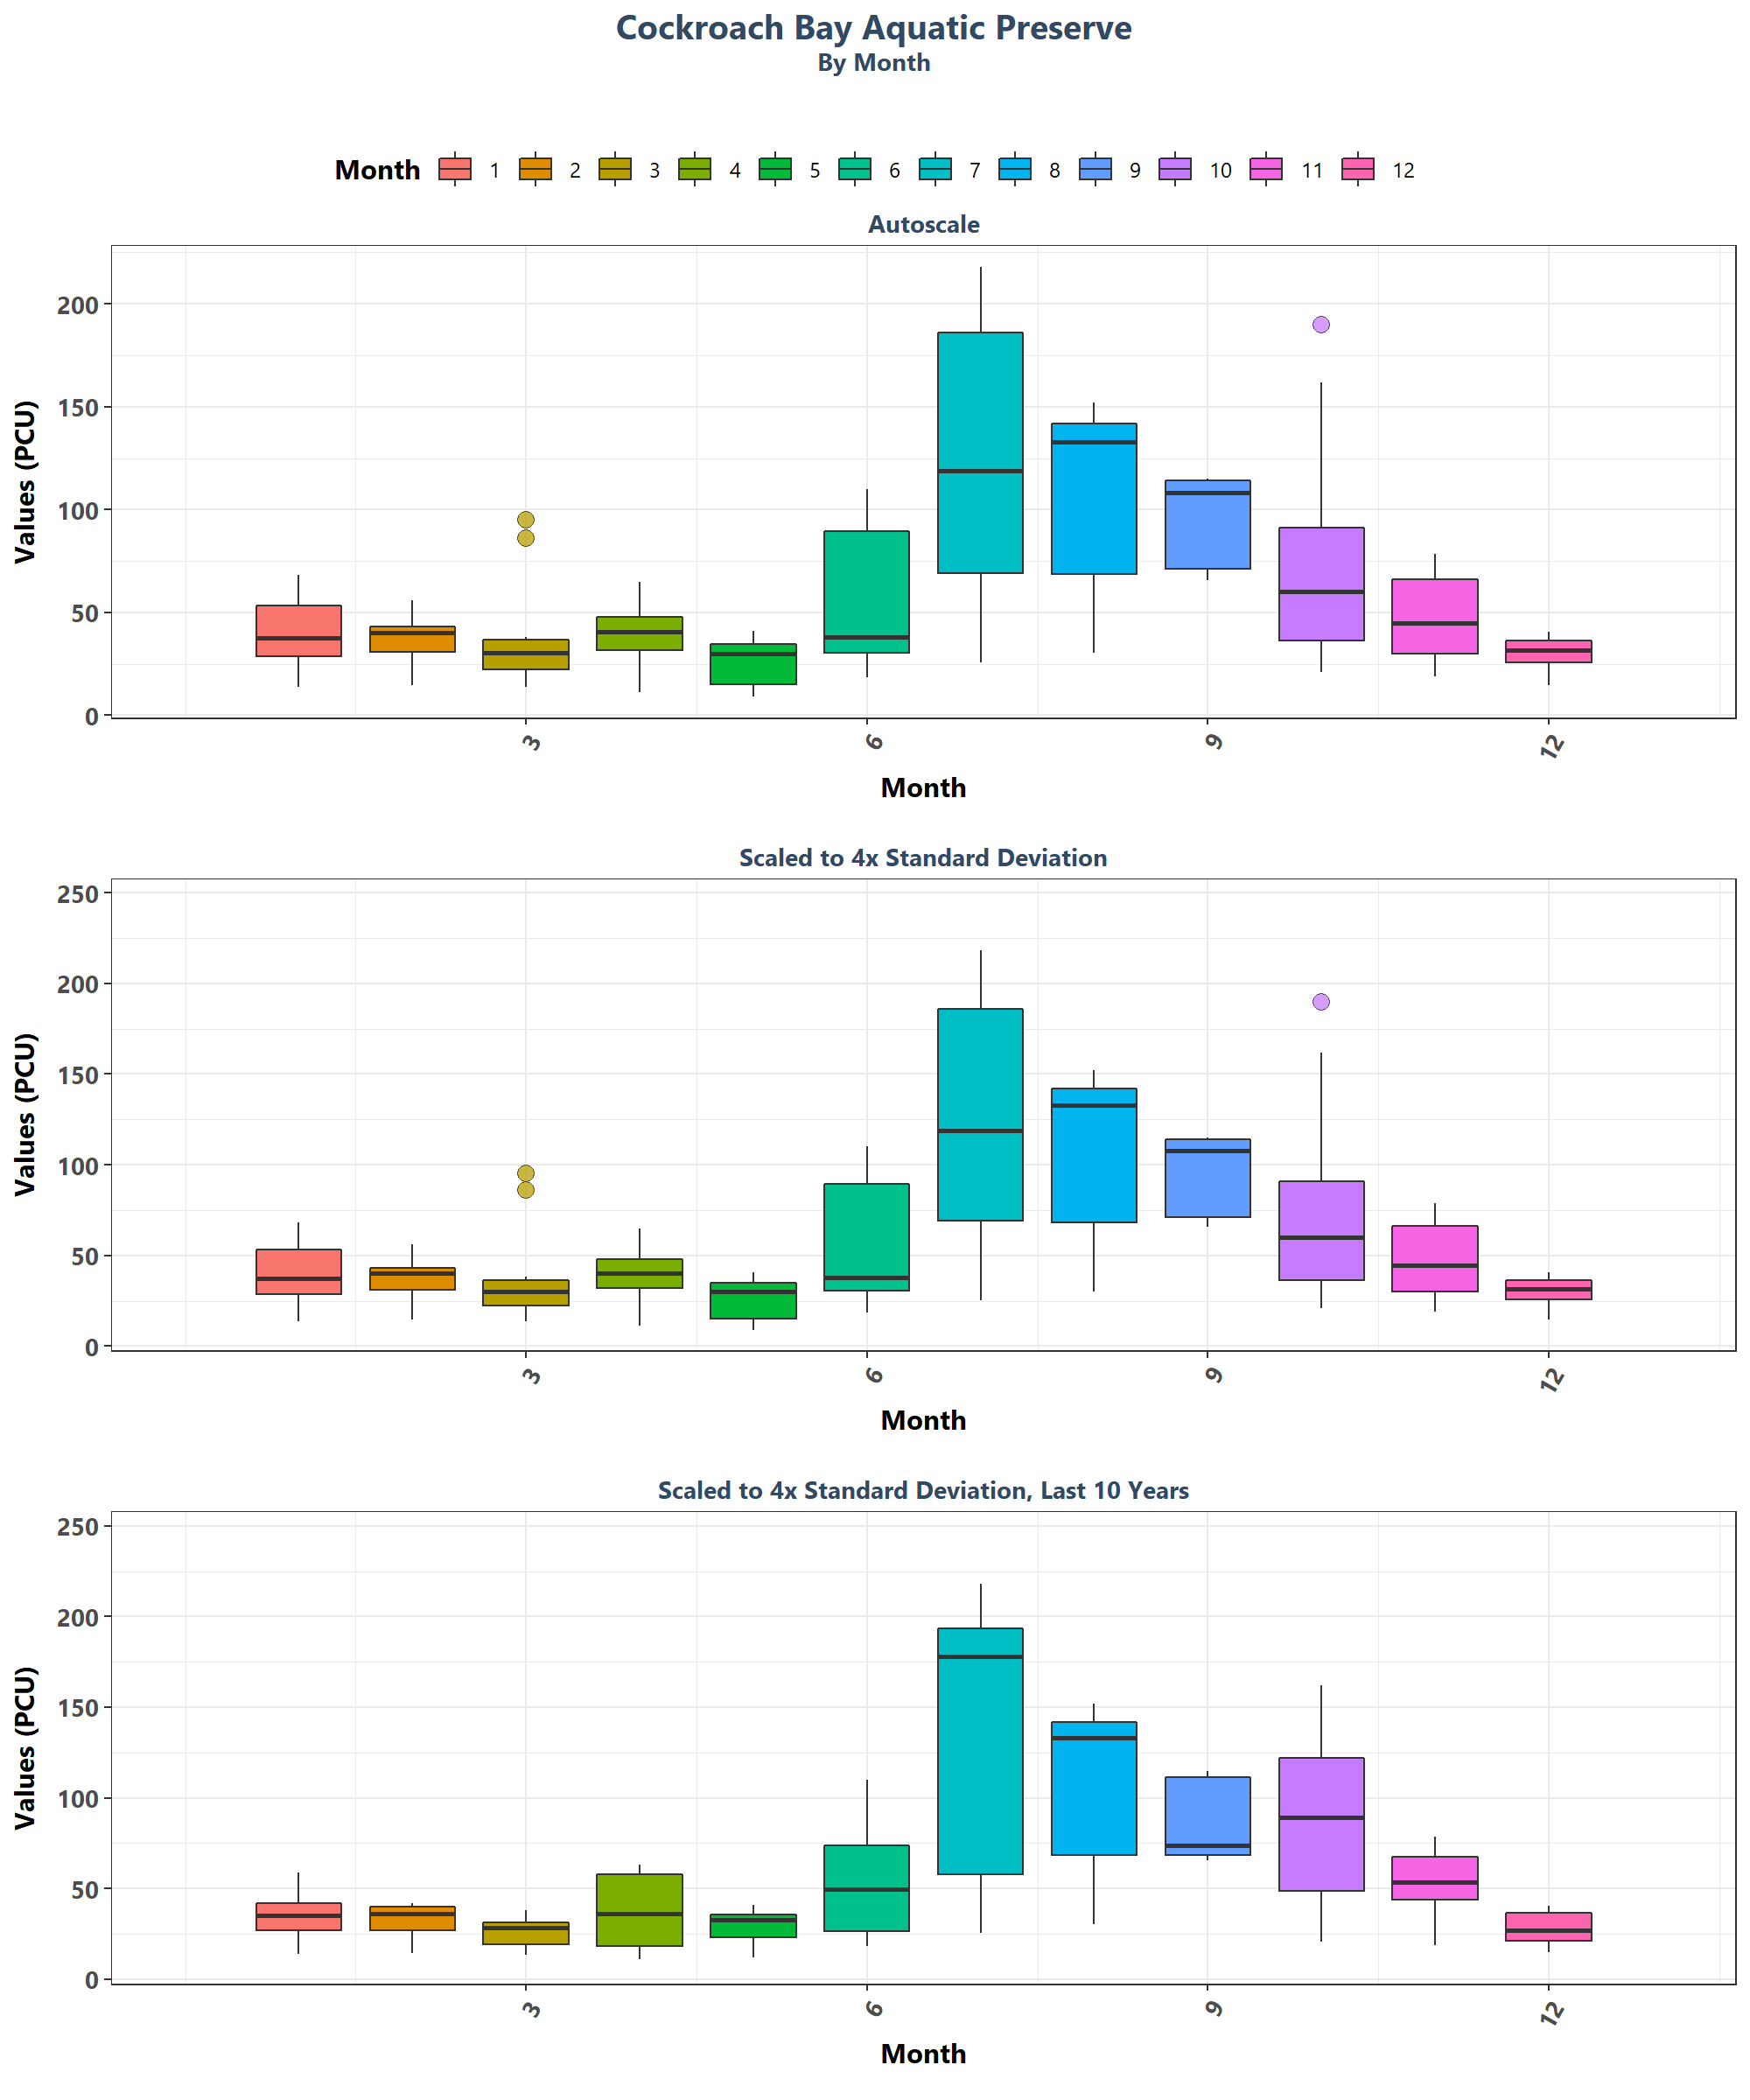 Cockroach Bay Aquatic Preserve
By Month
Month 1 2 3 4 5 6 7 8 9 10 11 12
Autoscale
Values (PCU)
200
150
100
50
0
3 6 9 12
Month
Scaled to 4x Standard Deviation
Values (PCU)
250
200
150
100
50
0
3 6 9 12
Month
Scaled to 4x Standard Deviation, Last 10 Years
Values (PCU)
250
200
150
100
50
0
3 6 9 12
Month